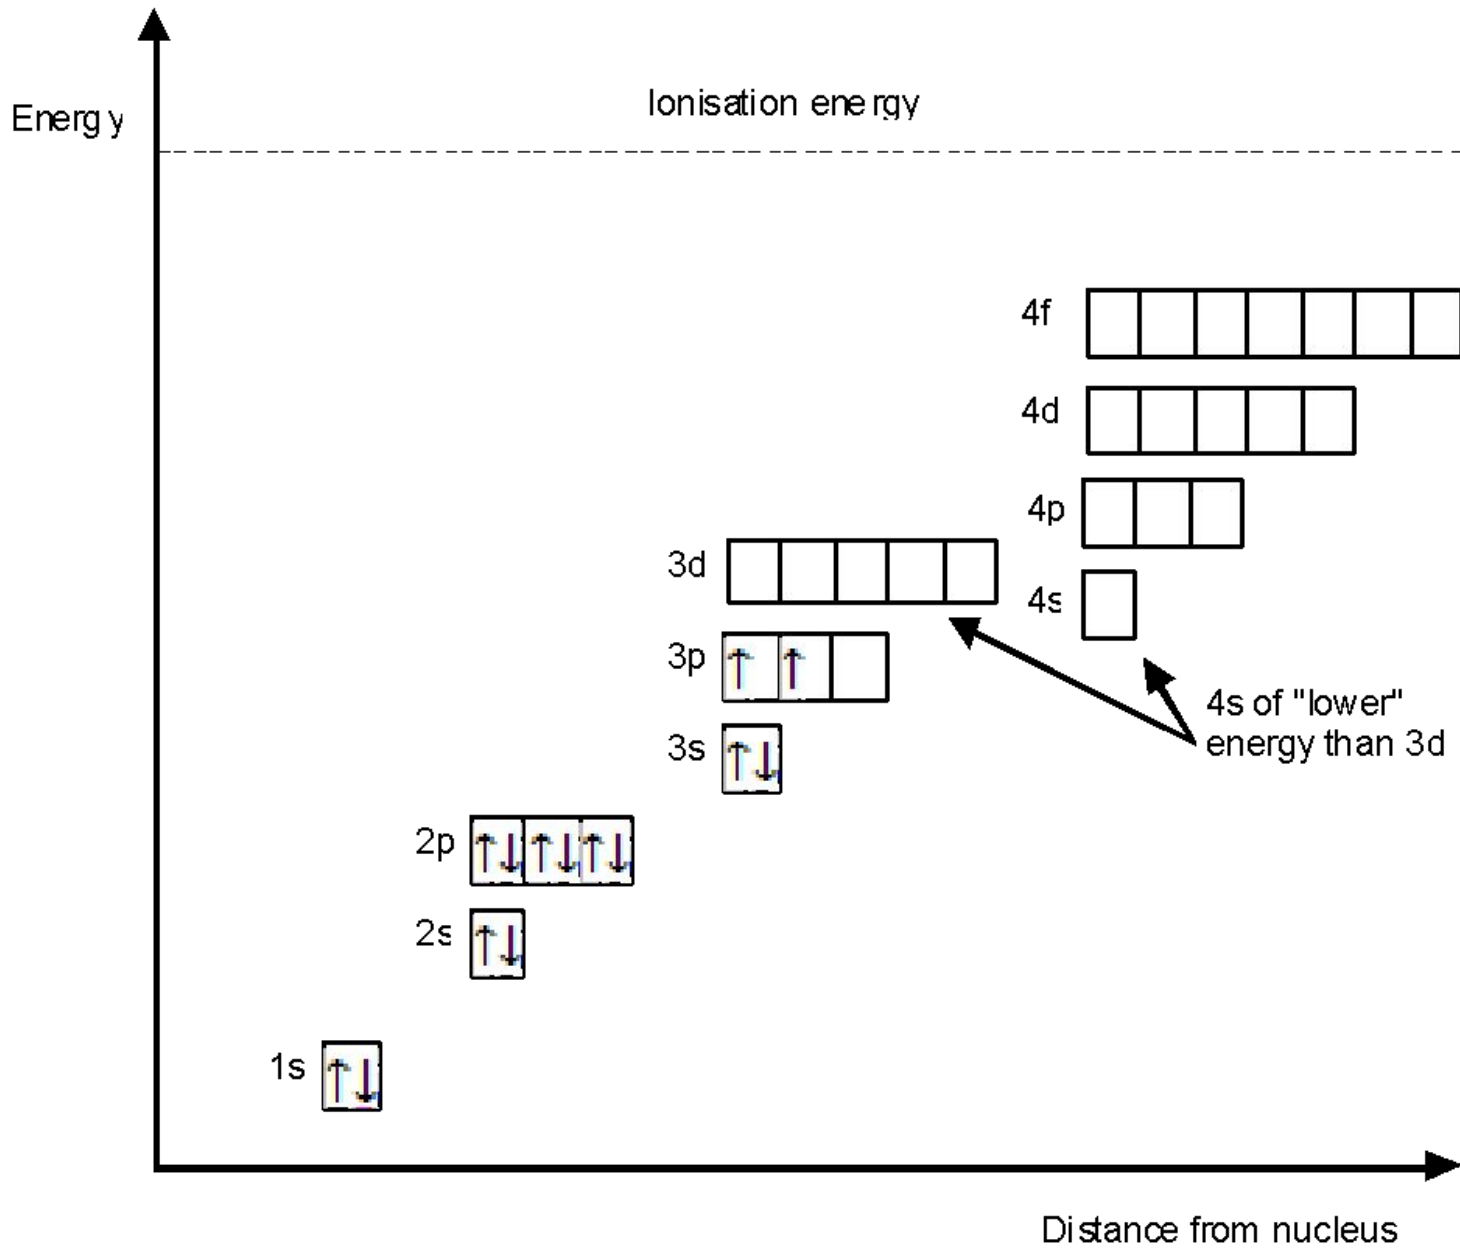 Energy
Ionisation energy
4f
4d
4p
3d
4s
3p
4s of "lower"
energy than 3d
3s
2p
2s
1s
Distance from nucleus